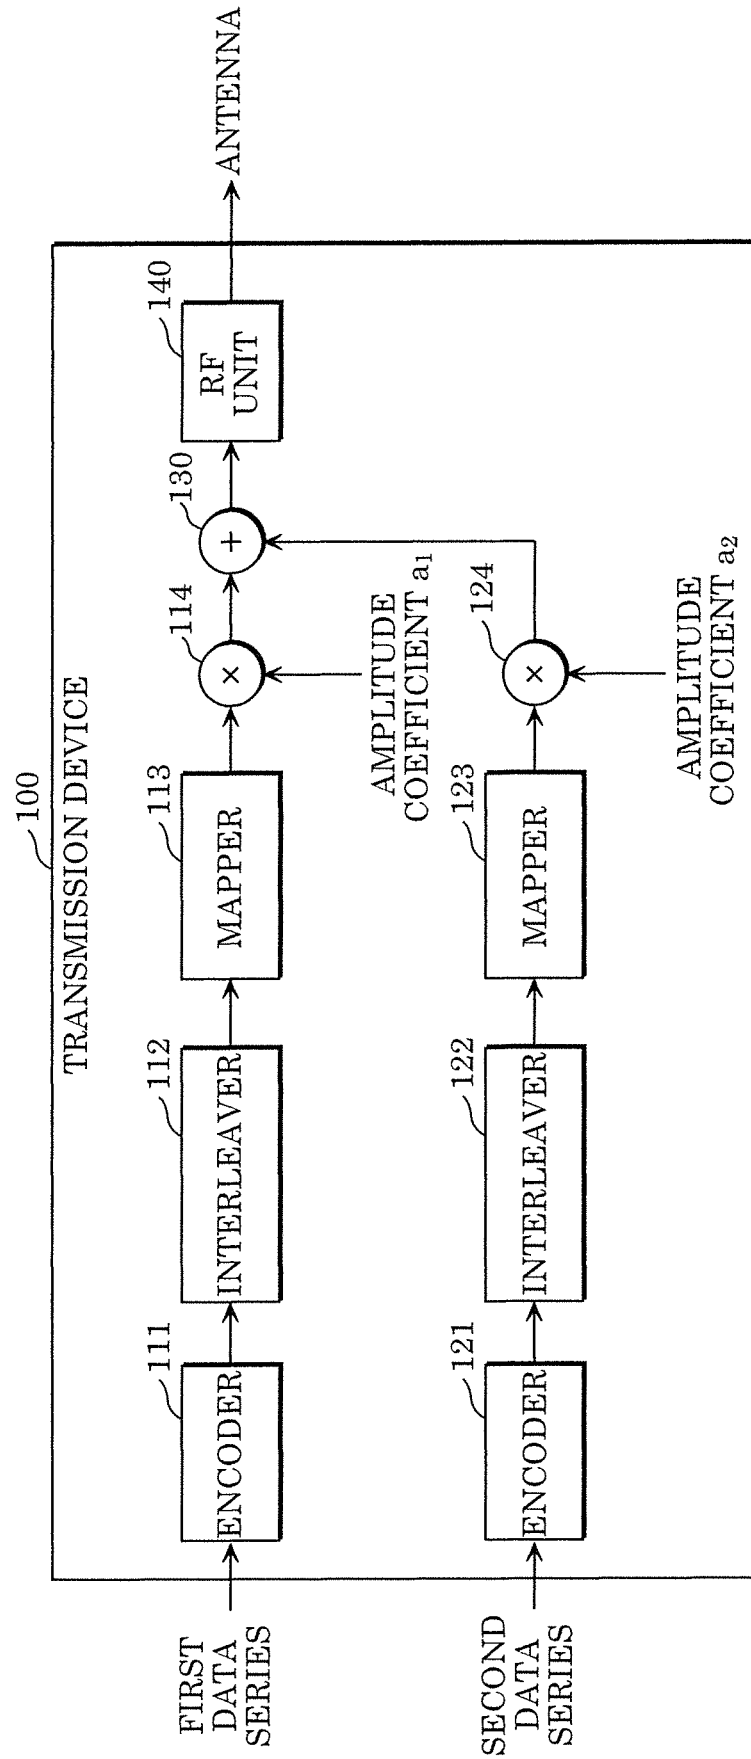 100
TRANSMISSION DEVICE
FIRST
DATA
SERIES
111
ENCODER
112
INTERLEAVER
113
MAPPER
114
×
AMPLITUDE
COEFFICIENT a₁
130
+
140
RF
UNIT
ANTENNA
SECOND
DATA
SERIES
121
ENCODER
122
INTERLEAVER
123
MAPPER
124
×
AMPLITUDE
COEFFICIENT a₂